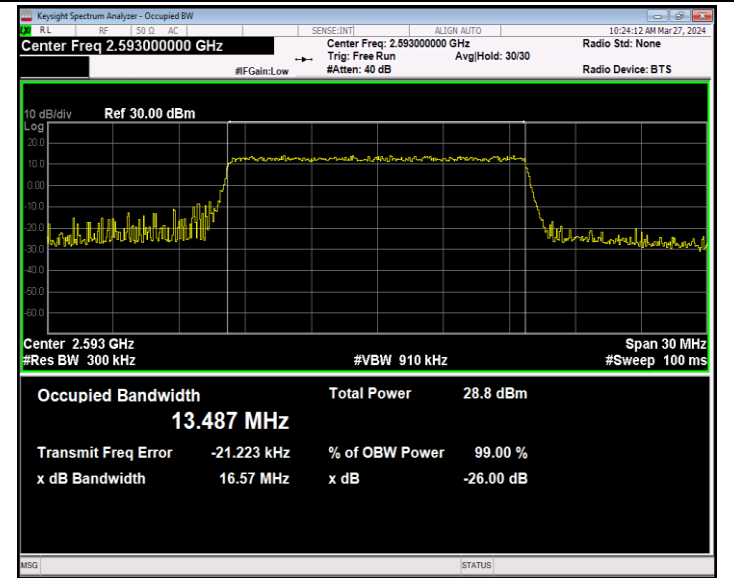 Keysight Spectrum Analyzer - Occupied BW
RL RF 50 Ω AC SENSE:INT ALIGN AUTO 10:24:12 AM Mar 27, 2024
Center Freq 2.593000000 GHz Center Freq: 2.593000000 GHz Radio Std: None
Trig: Free Run Avg|Hold: 30/30
#IFGain:Low #Atten: 40 dB Radio Device: BTS
10 dB/div Ref 30.00 dBm
Log
20.0
10.0
0.00
-10.0
-20.0
-30.0
-40.0
-50.0
-60.0
Center 2.593 GHz Span 30 MHz
#Res BW 300 kHz #VBW 910 kHz #Sweep 100 ms
Occupied Bandwidth Total Power 28.8 dBm
13.487 MHz
Transmit Freq Error -21.223 kHz % of OBW Power 99.00 %
x dB Bandwidth 16.57 MHz x dB -26.00 dB
MSG STATUS